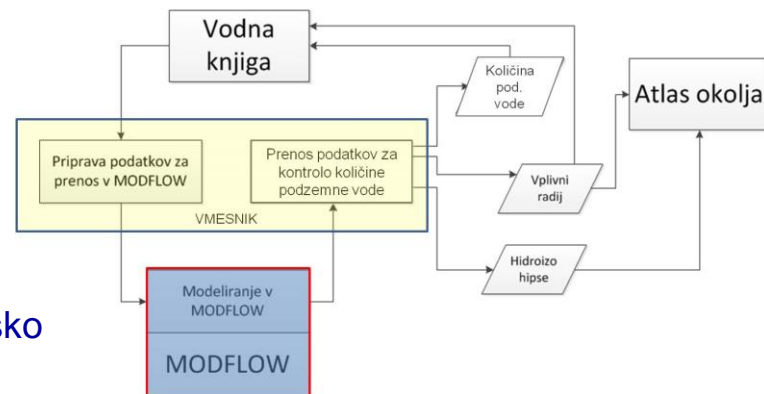 Vodna
knjiga
Količina
pod.
vode
Atlas okolja
Priprava podatkov za
prenos v MODFLOW
Prenos podatkov za
kontrolo količine
podzemne vode
Vplivni
radij
VMESNIK
Hidroizo
hipse
Modeliranje v
MODFLOW
MODFLOW